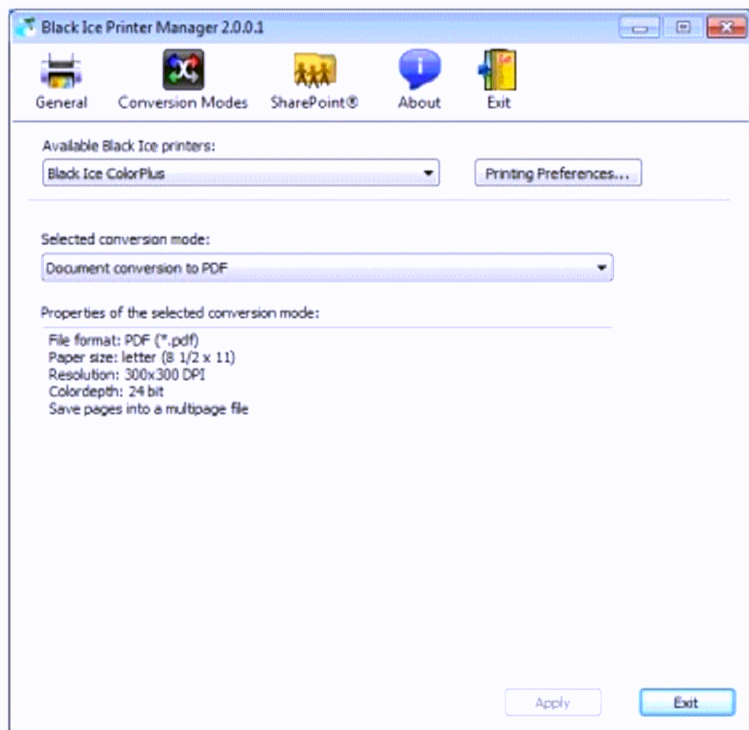 Black Ice Printer Manager 2.0.0.1
General Conversion Modes SharePoint® About Exit
Available Black Ice printers:
Black Ice ColorPlus Printing Preferences...
Selected conversion mode:
Document conversion to PDF
Properties of the selected conversion mode:
File format: PDF (*.pdf)
Paper size: letter (8 1/2 x 11)
Resolution: 300x300 DPI
Colordepth: 24 bit
Save pages into a multipage file
Apply Exit